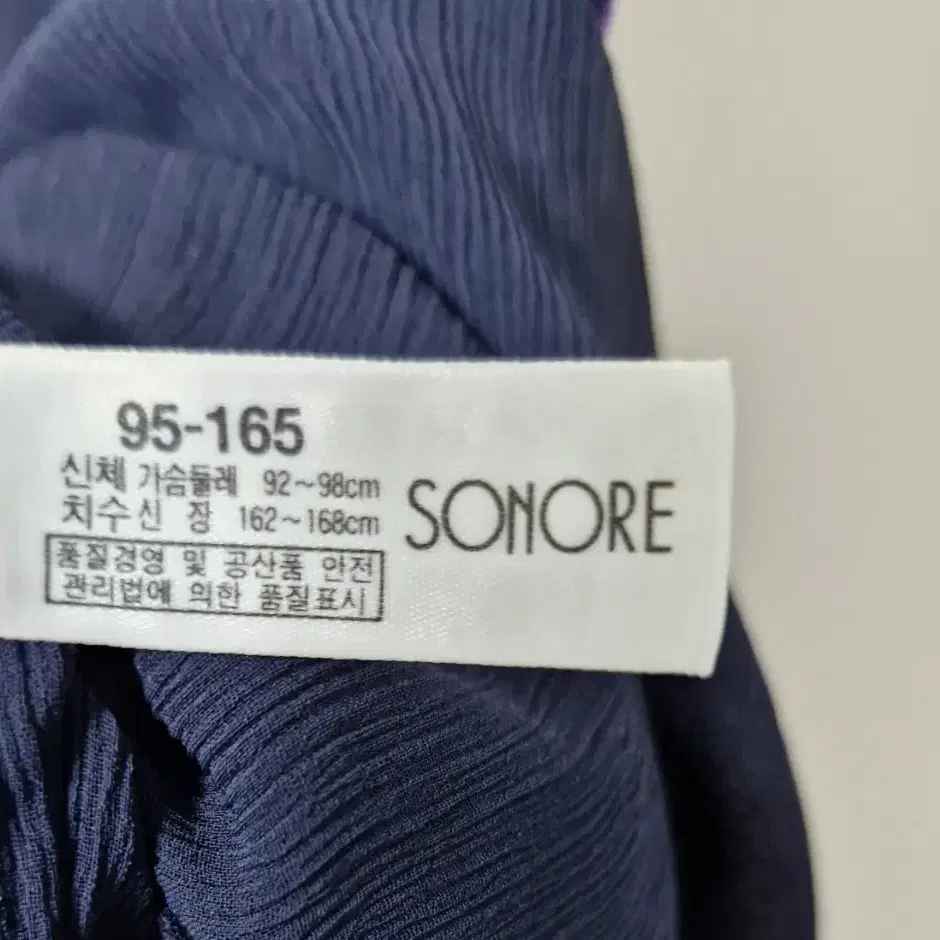 95-165
신체 가슴둘레 92~98cm
치수 신 장 162~168cm
SONORE
품질경영 및 공산품 안전
관리법에 의한 품질표시